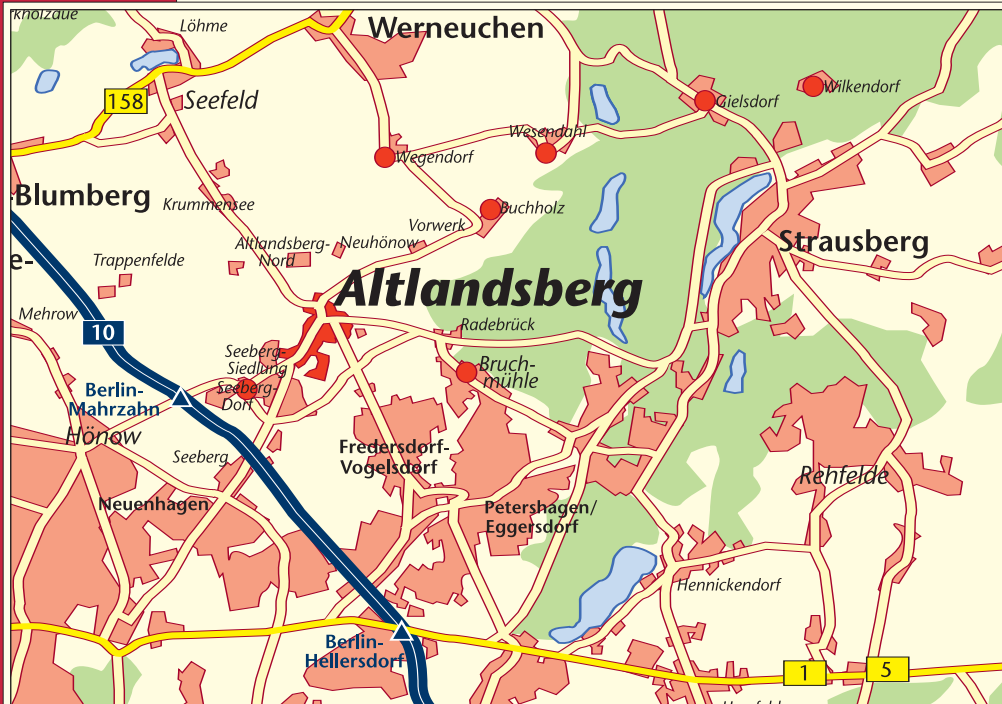 Löhme
Werneuchen
158
Seefeld
Gielsdorf
Wilkendorf
Wesendahl
Wegendorf
Blumberg
Krummensee
Buchholz
Vorwerk
Altlandsberg-
Nord
Neuhönow
Strausberg
e-
Trappenfelde
Altlandsberg
Mehrow
10
Radebrück
Seeberg-
Siedlung
Seeberg-
Dorf
Bruch-
mühle
Berlin-
Mahrzahn
Hönow
Seeberg
Fredersdorf-
Vogelsdorf
Rehfelde
Neuenhagen
Petershagen/
Eggersdorf
Hennickendorf
Berlin-
Hellersdorf
1
5